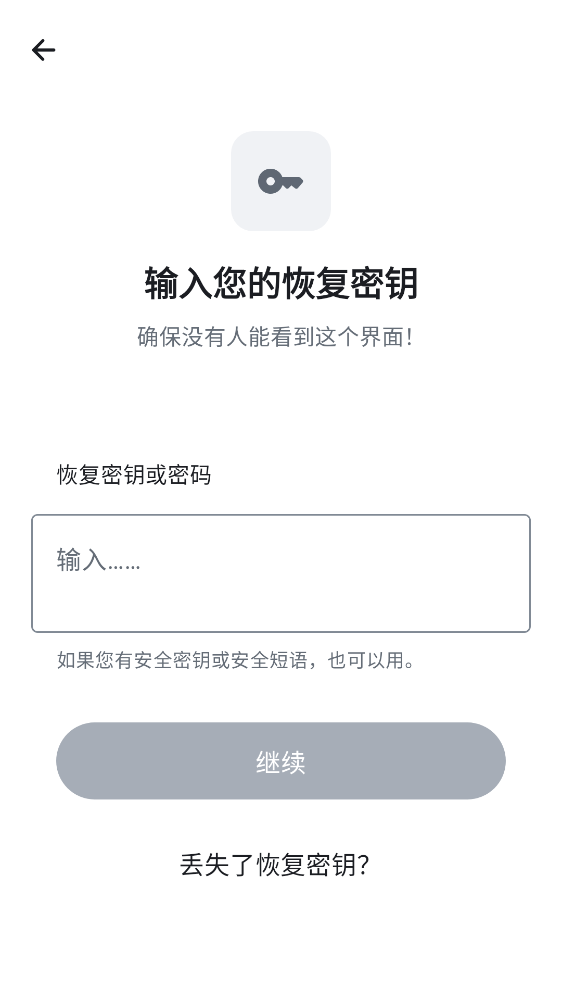 输入您的恢复密钥
确保没有人能看到这个界面！
恢复密钥或密码
输入……
如果您有安全密钥或安全短语，也可以用。
继续
丢失了恢复密钥？